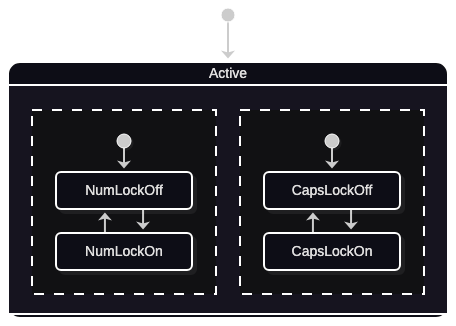 Active
NumLockOff
CapsLockOff
NumLockOn
CapsLockOn